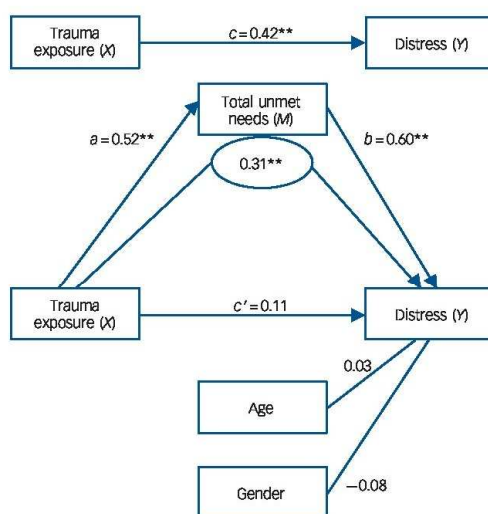 Trauma
exposure (X)
c = 0.42**
Distress (Y)
Total unmet
needs (M)
a = 0.52**
b = 0.60**
0.31**
Trauma
exposure (X)
c′ = 0.11
Distress (Y)
0.03
Age
Gender
−0.08